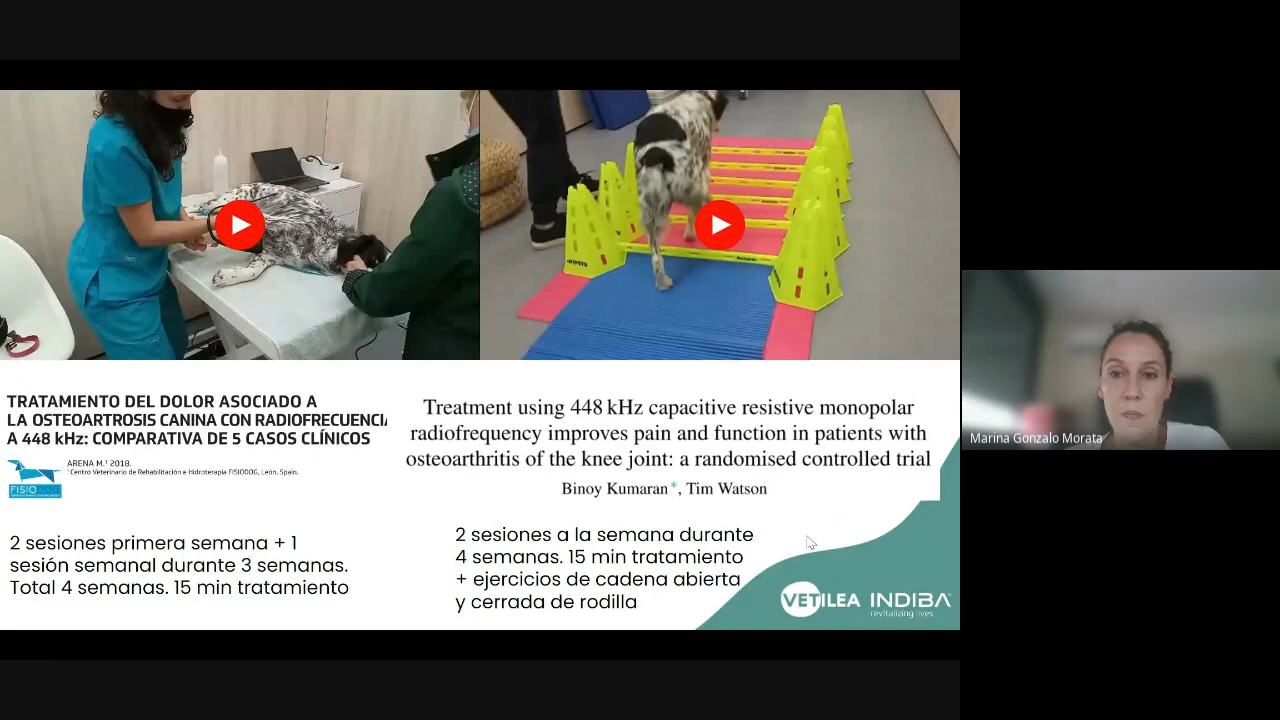 TRATAMIENTO DEL DOLOR ASOCIADO A
LA OSTEOARTROSIS CANINA CON RADIOFRECUENCI
A 448 kHz: COMPARATIVA DE 5 CASOS CLÍNICOS
ARENA M.¹ 2018.
¹ Centro Veterinario de Rehabilitación e Hidroterapia FISIODOG, León, Spain.
FISIODOG
2 sesiones primera semana + 1
sesión semanal durante 3 semanas.
Total 4 semanas. 15 min tratamiento
Treatment using 448 kHz capacitive resistive monopolar
radiofrequency improves pain and function in patients with
osteoarthritis of the knee joint: a randomised controlled trial
Binoy Kumaran*, Tim Watson
2 sesiones a la semana durante
4 semanas. 15 min tratamiento
+ ejercicios de cadena abierta
y cerrada de rodilla
VETILEA INDIBA®
revitalizing lives
Marina Gonzalo Morata